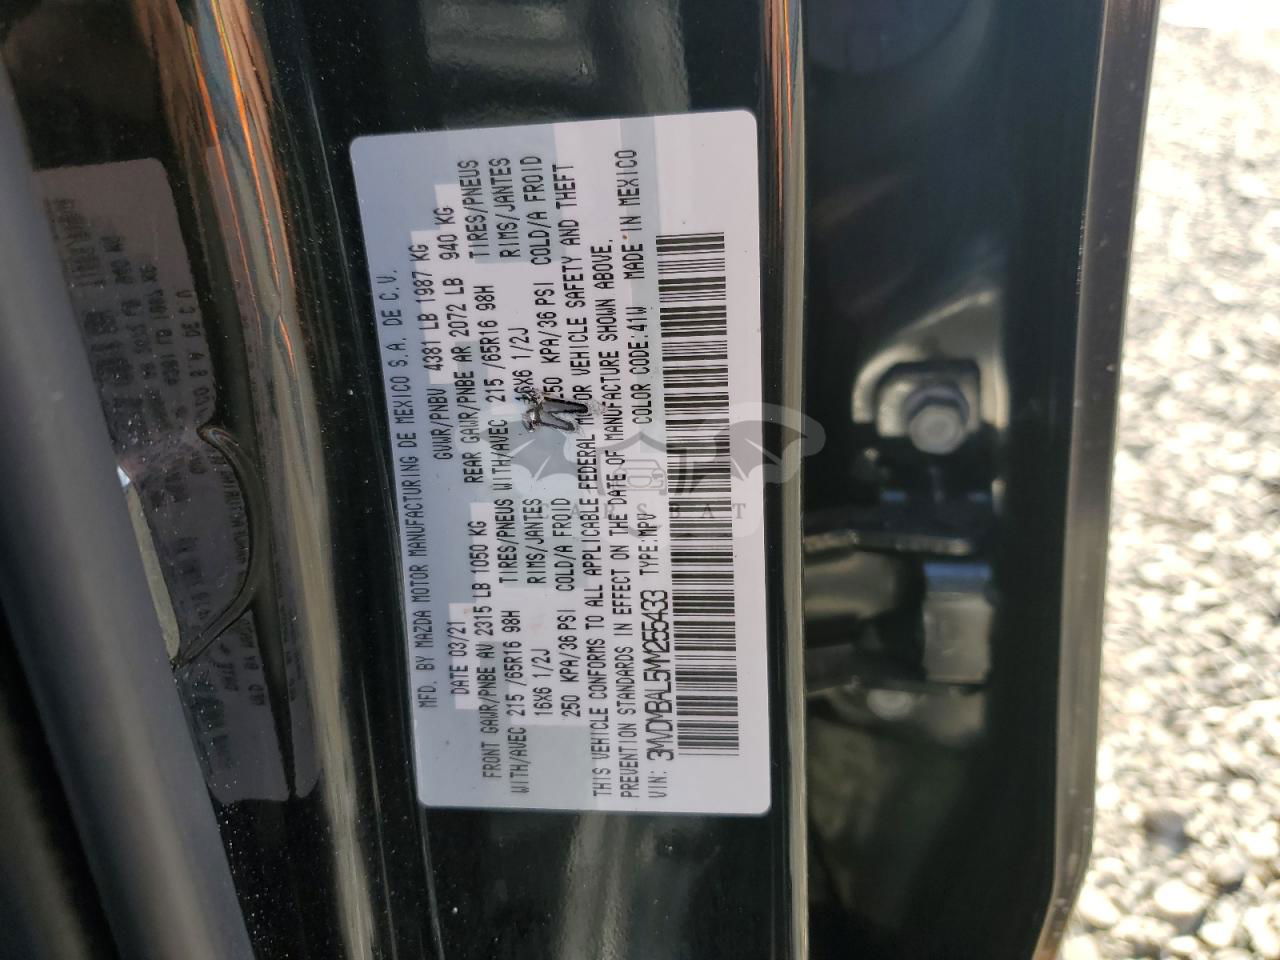 MFD. BY MAZDA MOTOR MANUFACTURING DE MEXICO S.A. DE C.V.
DATE 03/21 GVWR/PNBV 4381 LB 1987 KG
FRONT GAWR/PNBE AV 2315 LB 1050 KG REAR GAWR/PNBE AR 2072 LB 940 KG
WITH/AVEC 215 /65R16 98H TIRES/PNEUS WITH/AVEC 215 /65R16 98H TIRES/PNEUS
16X6 1/2J RIMS/JANTES 16X6 1/2J RIMS/JANTES
250 KPA/36 PSI COLD/A FROID 250 KPA/36 PSI COLD/A FROID
THIS VEHICLE CONFORMS TO ALL APPLICABLE FEDERAL MOTOR VEHICLE SAFETY AND THEFT
PREVENTION STANDARDS IN EFFECT ON THE DATE OF MANUFACTURE SHOWN ABOVE.
VIN: 3MVDMBAL5MM255433 TYPE:MPV COLOR CODE:41W MADE IN MEXICO
CARSBAT